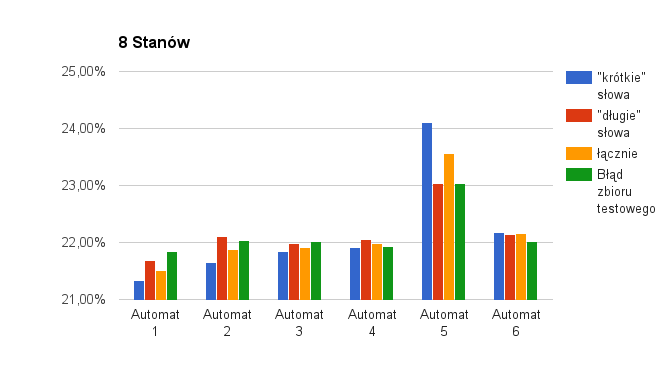 8 Stanów
25,00%
24,00%
23,00%
22,00%
21,00%
Automat
1
Automat
2
Automat
3
Automat
4
Automat
5
Automat
6
"krótkie"
słowa
"długie"
słowa
łącznie
Błąd
zbioru
testowego